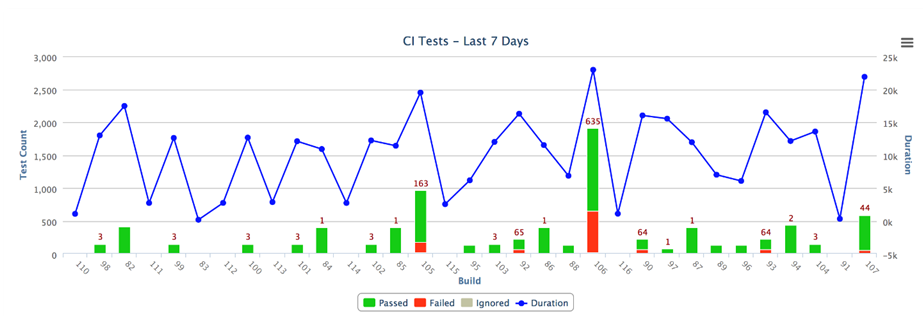 CI Tests - Last 7 Days
3,000
2,500
2,000
1,500
1,000
500
0
Test Count
25k
20k
15k
10k
5k
0k
-5k
Duration
3 3 3 3 1 3 1 163 3 65 1 635 64 1 1 64 2 3 44
110 98 82 111 99 83 112 100 113 101 84 114 102 85 105 115 95 103 92 86 88 106 116 90 97 87 89 96 93 94 104 91 107
Build
Passed Failed Ignored Duration